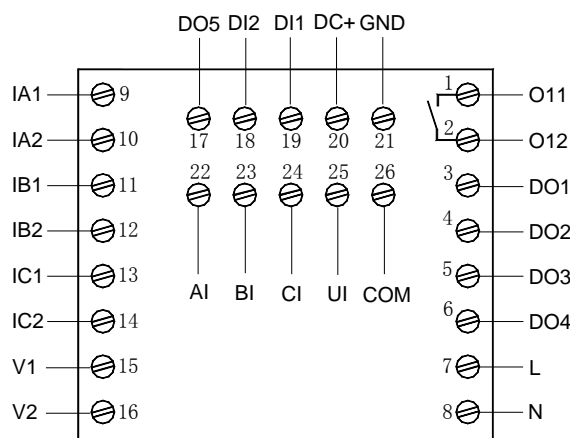 DO5 DI2 DI1 DC+ GND
IA1 9 1 O11
17 18 19 20 21
IA2 10 2 O12
22 23 24 25 26
IB1 11 3 DO1
IB2 12 4 DO2
IC1 13 5 DO3
AI BI CI UI COM
IC2 14 6 DO4
V1 15 7 L
V2 16 8 N